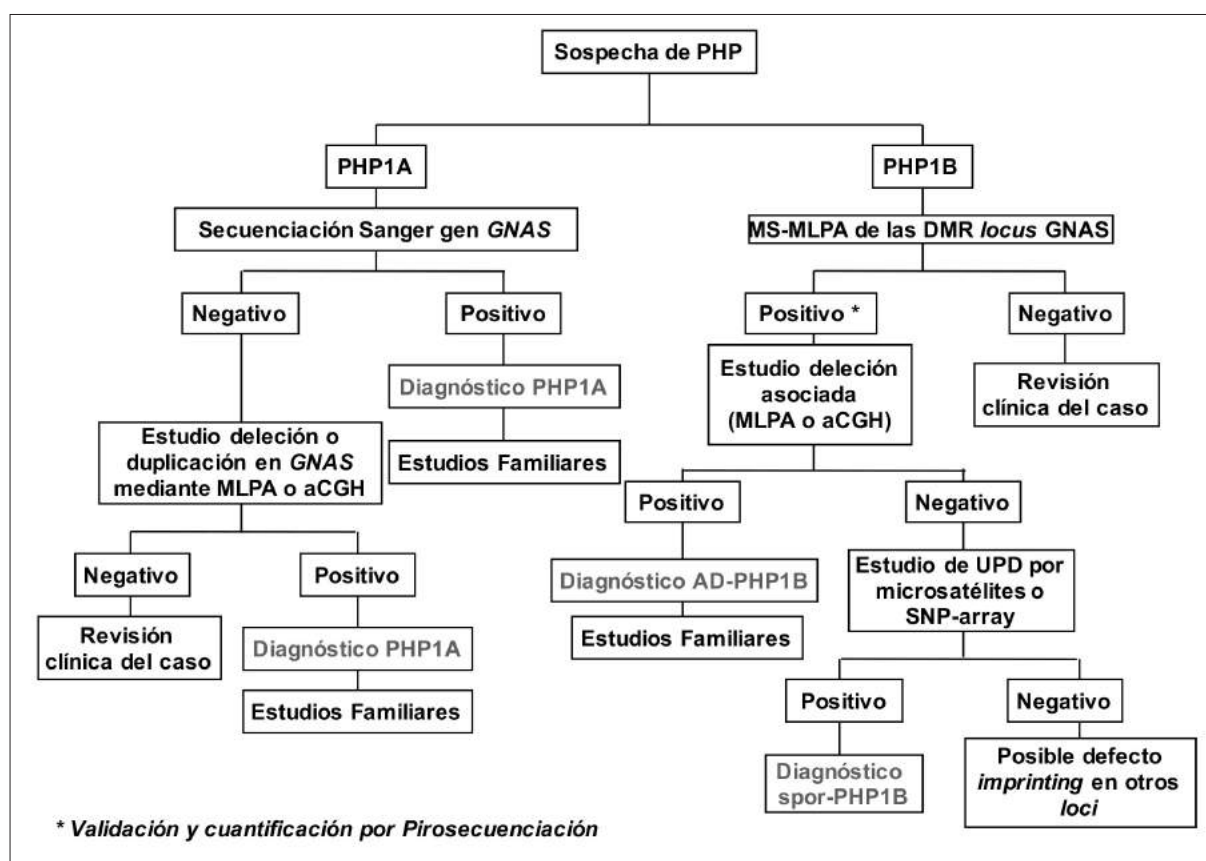 Sospecha de PHP
PHP1A
PHP1B
Secuenciación Sanger gen GNAS
MS-MLPA de las DMR locus GNAS
Negativo
Positivo
Positivo *
Negativo
Diagnóstico PHP1A
Estudios Familiares
Estudio deleción
asociada
(MLPA o aCGH)
Revisión
clínica del caso
Estudio deleción o
duplicación en GNAS
mediante MLPA o aCGH
Positivo
Negativo
Negativo
Positivo
Diagnóstico AD-PHP1B
Estudios Familiares
Estudio de UPD por
microsatélites o
SNP-array
Revisión
clínica del caso
Diagnóstico PHP1A
Estudios Familiares
Positivo
Negativo
Diagnóstico
spor-PHP1B
Posible defecto
imprinting en otros
loci
* Validación y cuantificación por Pirosecuenciación